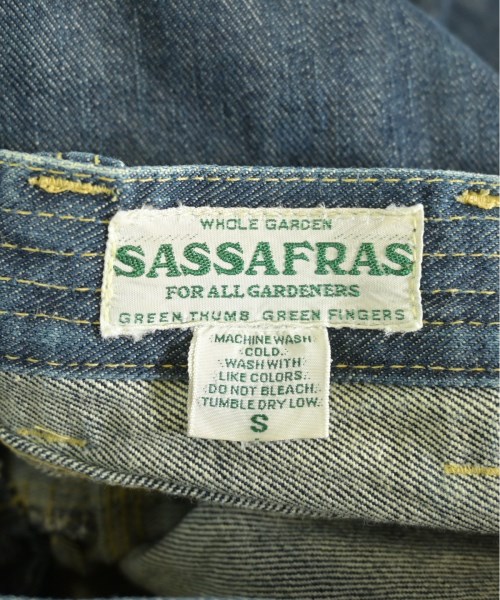 WHOLE GARDEN
SASSAFRAS
FOR ALL GARDENERS
GREEN THUMB GREEN FINGERS
MACHINE WASH
COLD.
WASH WITH
LIKE COLORS.
DO NOT BLEACH.
TUMBLE DRY LOW.
S